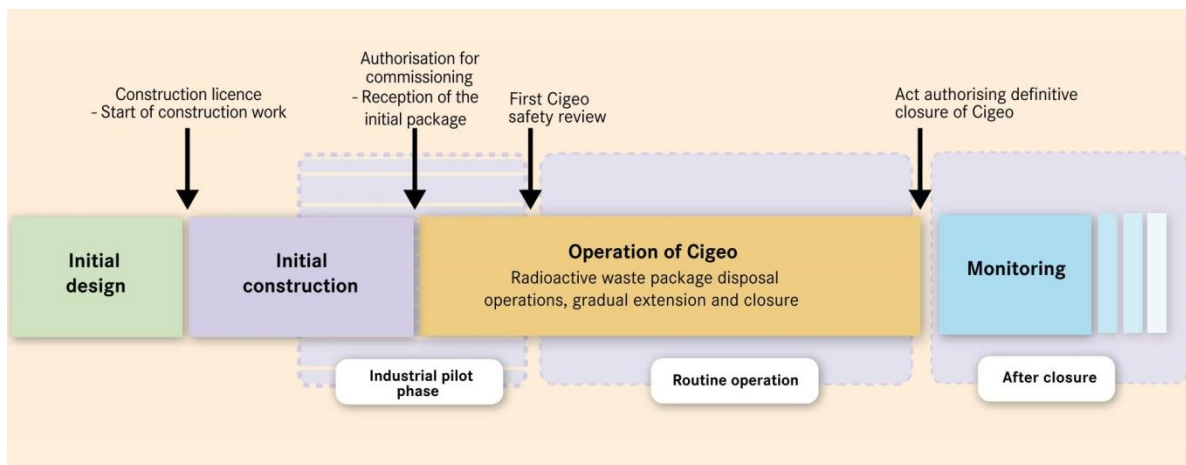 Construction licence
- Start of construction work
Authorisation for
commissioning
- Reception of the
initial package
First Cigeo
safety review
Act authorising definitive
closure of Cigeo
Initial
design
Initial
construction
Operation of Cigeo
Radioactive waste package disposal
operations, gradual extension and closure
Monitoring
Industrial pilot
phase
Routine operation
After closure